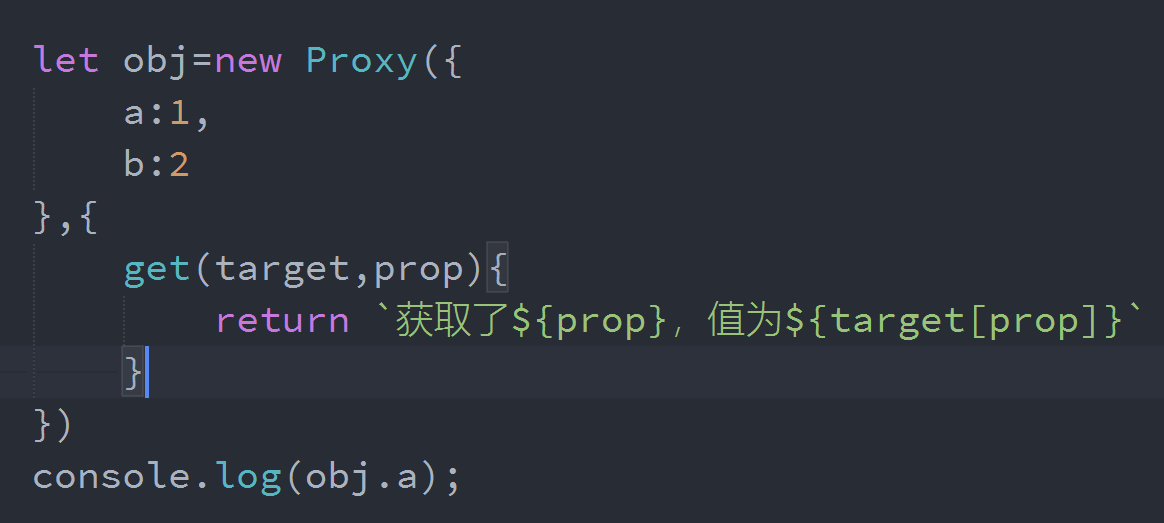 let obj=new Proxy({
    a:1,
    b:2
},{
    get(target,prop){
        return `获取了${prop}，值为${target[prop]}`
    }
})
console.log(obj.a);